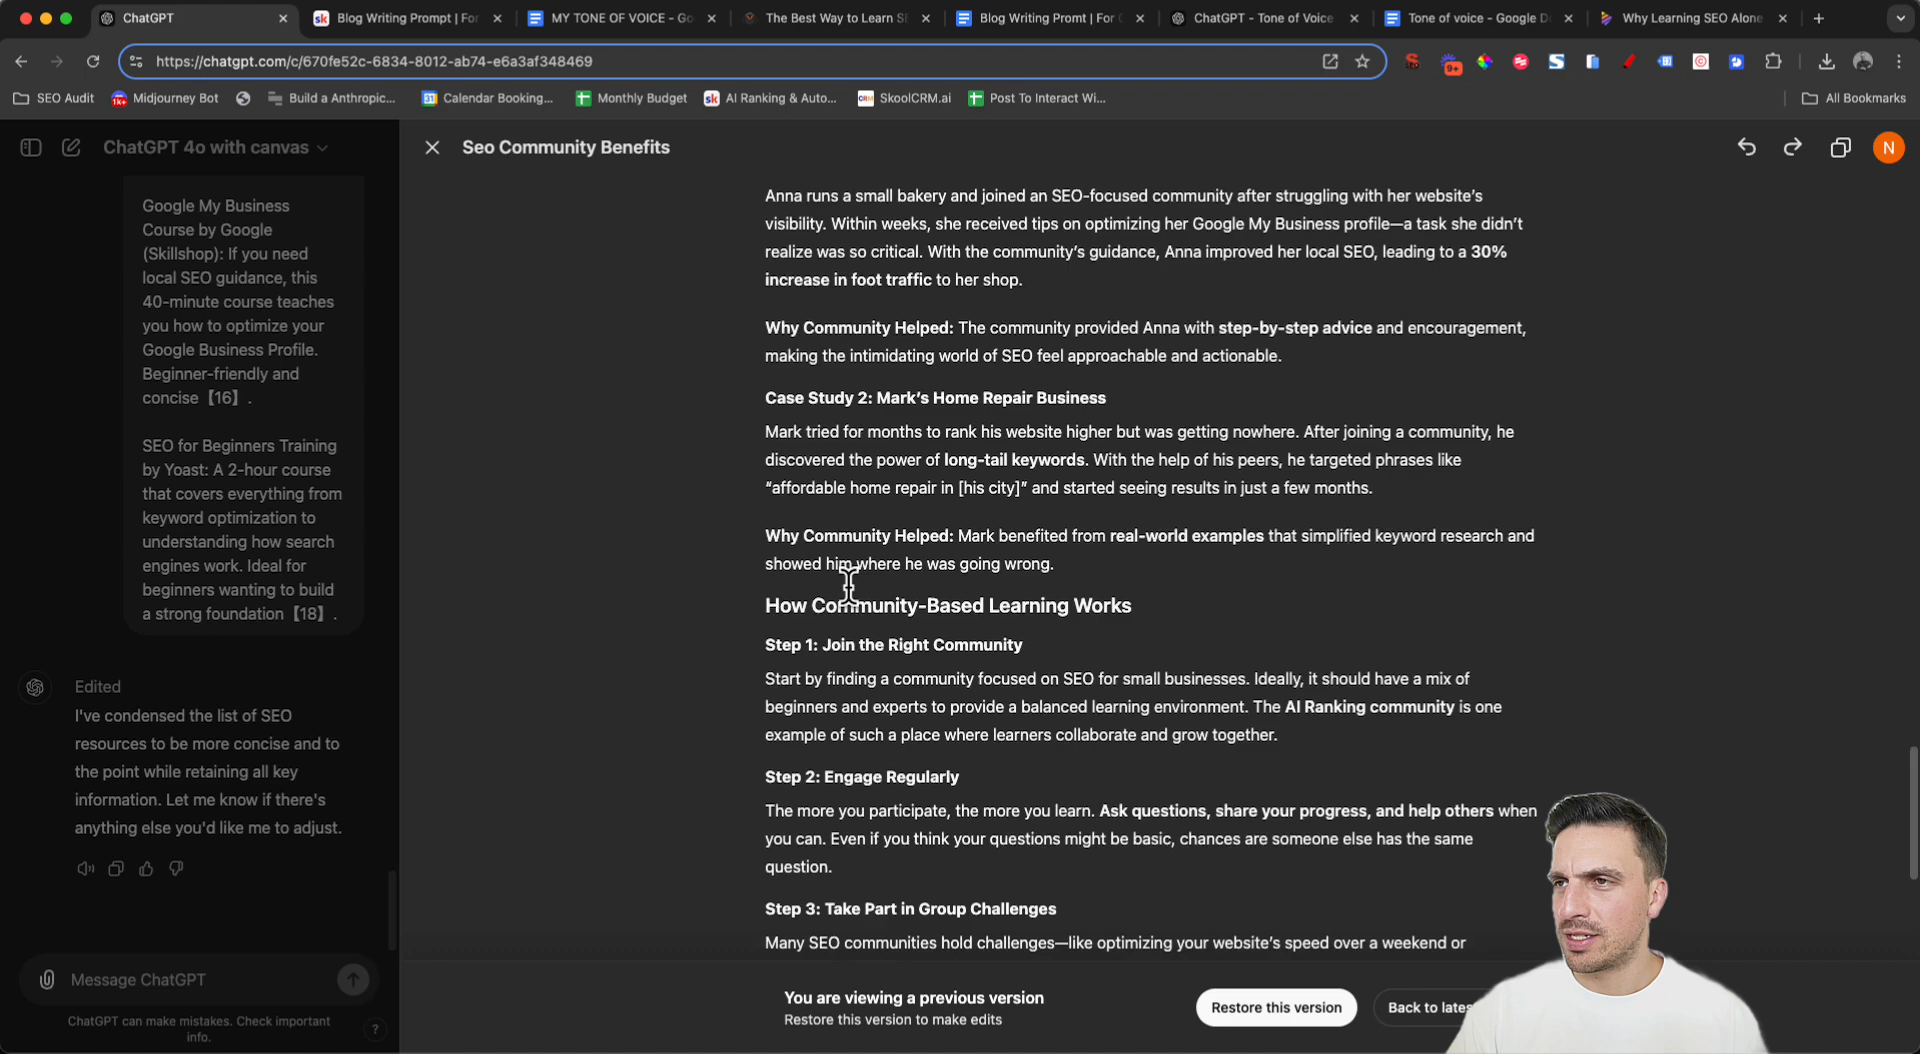 ChatGPT
Blog Writing Prompt | For
MY TONE OF VOICE - Go
The Best Way to Learn S
Blog Writing Promt | For C
ChatGPT - Tone of Voice
Tone of voice - Google D
Why Learning SEO Alone
https://chatgpt.com/c/670fe52c-6834-8012-ab74-e6a3af348469
9+
SEO Audit
1k+
Midjourney Bot
Build a Anthropic...
Calendar Booking...
Monthly Budget
sk
AI Ranking & Auto...
CRM
SkoolCRM.ai
Post To Interact Wi...
All Bookmarks
ChatGPT 4o with canvas
Seo Community Benefits
N
Google My Business
Course by Google
(Skillshop): If you need
local SEO guidance, this
40-minute course teaches
you how to optimize your
Google Business Profile.
Beginner-friendly and
concise【16】.
SEO for Beginners Training
by Yoast: A 2-hour course
that covers everything from
keyword optimization to
understanding how search
engines work. Ideal for
beginners wanting to build
a strong foundation【18】.
Edited
I've condensed the list of SEO
resources to be more concise and to
the point while retaining all key
information. Let me know if there's
anything else you'd like me to adjust.
Message ChatGPT
ChatGPT can make mistakes. Check important
info.
?
Anna runs a small bakery and joined an SEO-focused community after struggling with her website's
visibility. Within weeks, she received tips on optimizing her Google My Business profile—a task she didn't
realize was so critical. With the community's guidance, Anna improved her local SEO, leading to a 30%
increase in foot traffic to her shop.
Why Community Helped: The community provided Anna with step-by-step advice and encouragement,
making the intimidating world of SEO feel approachable and actionable.
Case Study 2: Mark's Home Repair Business
Mark tried for months to rank his website higher but was getting nowhere. After joining a community, he
discovered the power of long-tail keywords. With the help of his peers, he targeted phrases like
"affordable home repair in [his city]" and started seeing results in just a few months.
Why Community Helped: Mark benefited from real-world examples that simplified keyword research and
showed him where he was going wrong.
How Community-Based Learning Works
Step 1: Join the Right Community
Start by finding a community focused on SEO for small businesses. Ideally, it should have a mix of
beginners and experts to provide a balanced learning environment. The AI Ranking community is one
example of such a place where learners collaborate and grow together.
Step 2: Engage Regularly
The more you participate, the more you learn. Ask questions, share your progress, and help others when
you can. Even if you think your questions might be basic, chances are someone else has the same
question.
Step 3: Take Part in Group Challenges
Many SEO communities hold challenges—like optimizing your website's speed over a weekend or
You are viewing a previous version
Restore this version to make edits
Restore this version
Back to lates